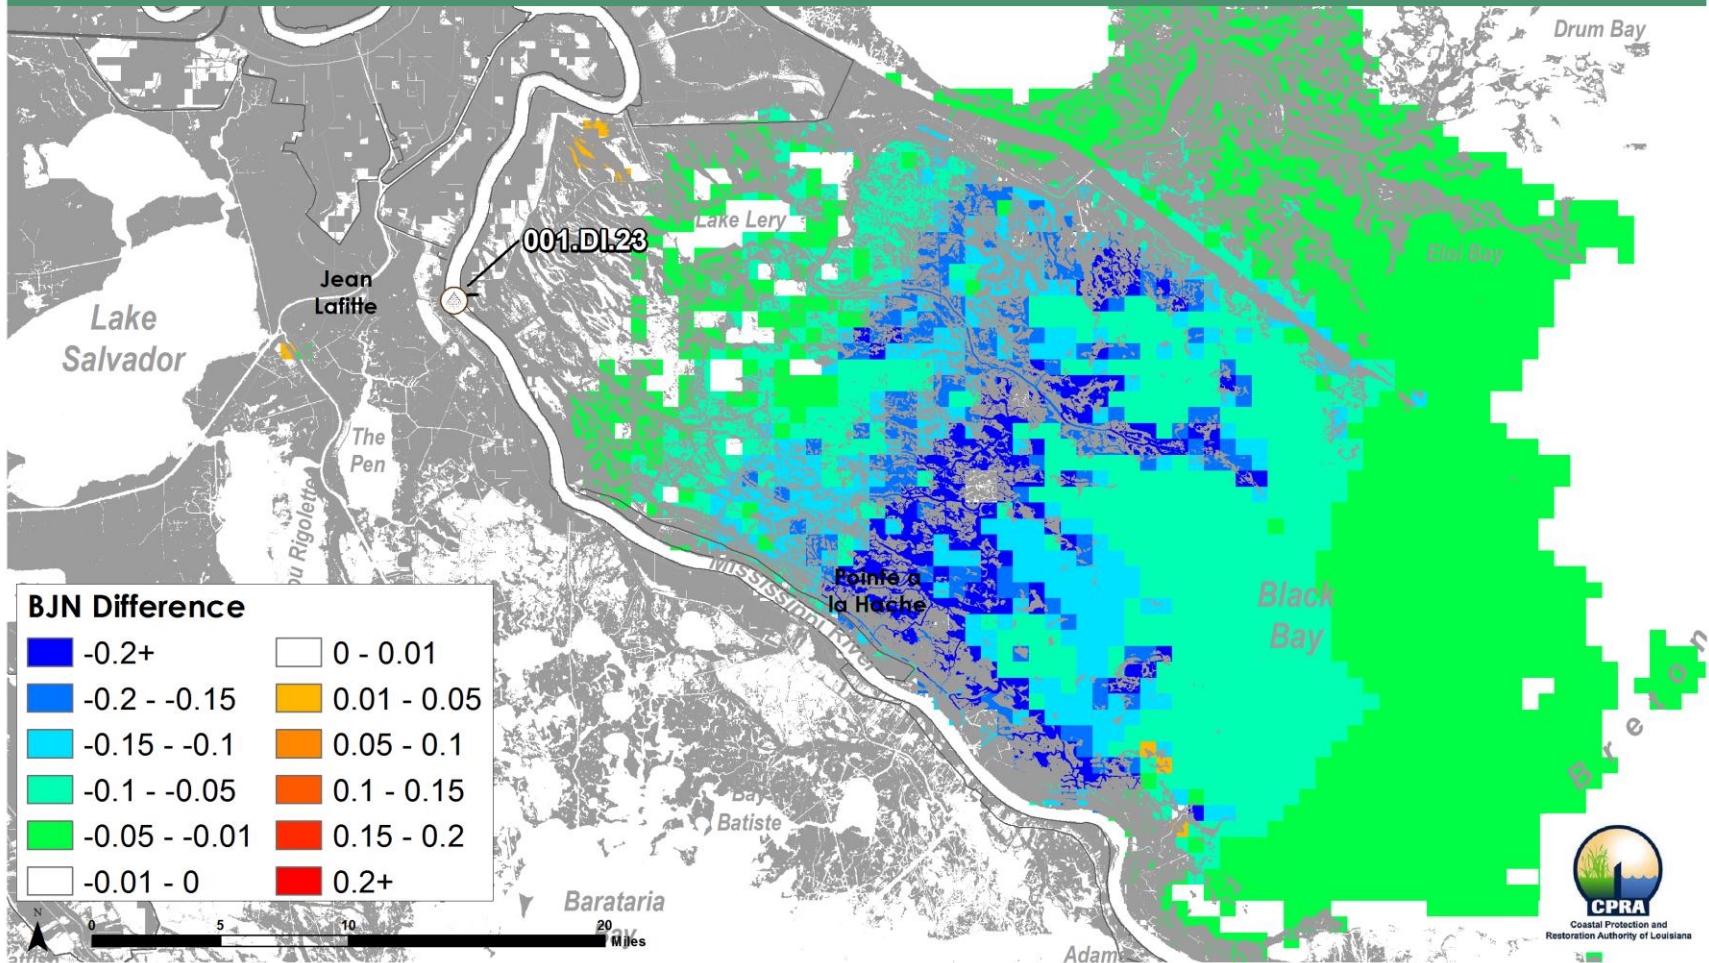 Drum Bay
Lake Lery
001.DI.23
Eloi Bay
Jean
Lafitte
Lake
Salvador
The
Pen
ou Rigolette
Mississippi River
Pointe a
la Hache
Black
Bay
Breton
BJN Difference
-0.2+
-0.2 - -0.15
-0.15 - -0.1
-0.1 - -0.05
-0.05 - -0.01
-0.01 - 0
0 - 0.01
0.01 - 0.05
0.05 - 0.1
0.1 - 0.15
0.15 - 0.2
0.2+
Bay
Batiste
Barataria
Adam
N
0 5 10 20
Miles
CPRA
Coastal Protection and
Restoration Authority of Louisiana